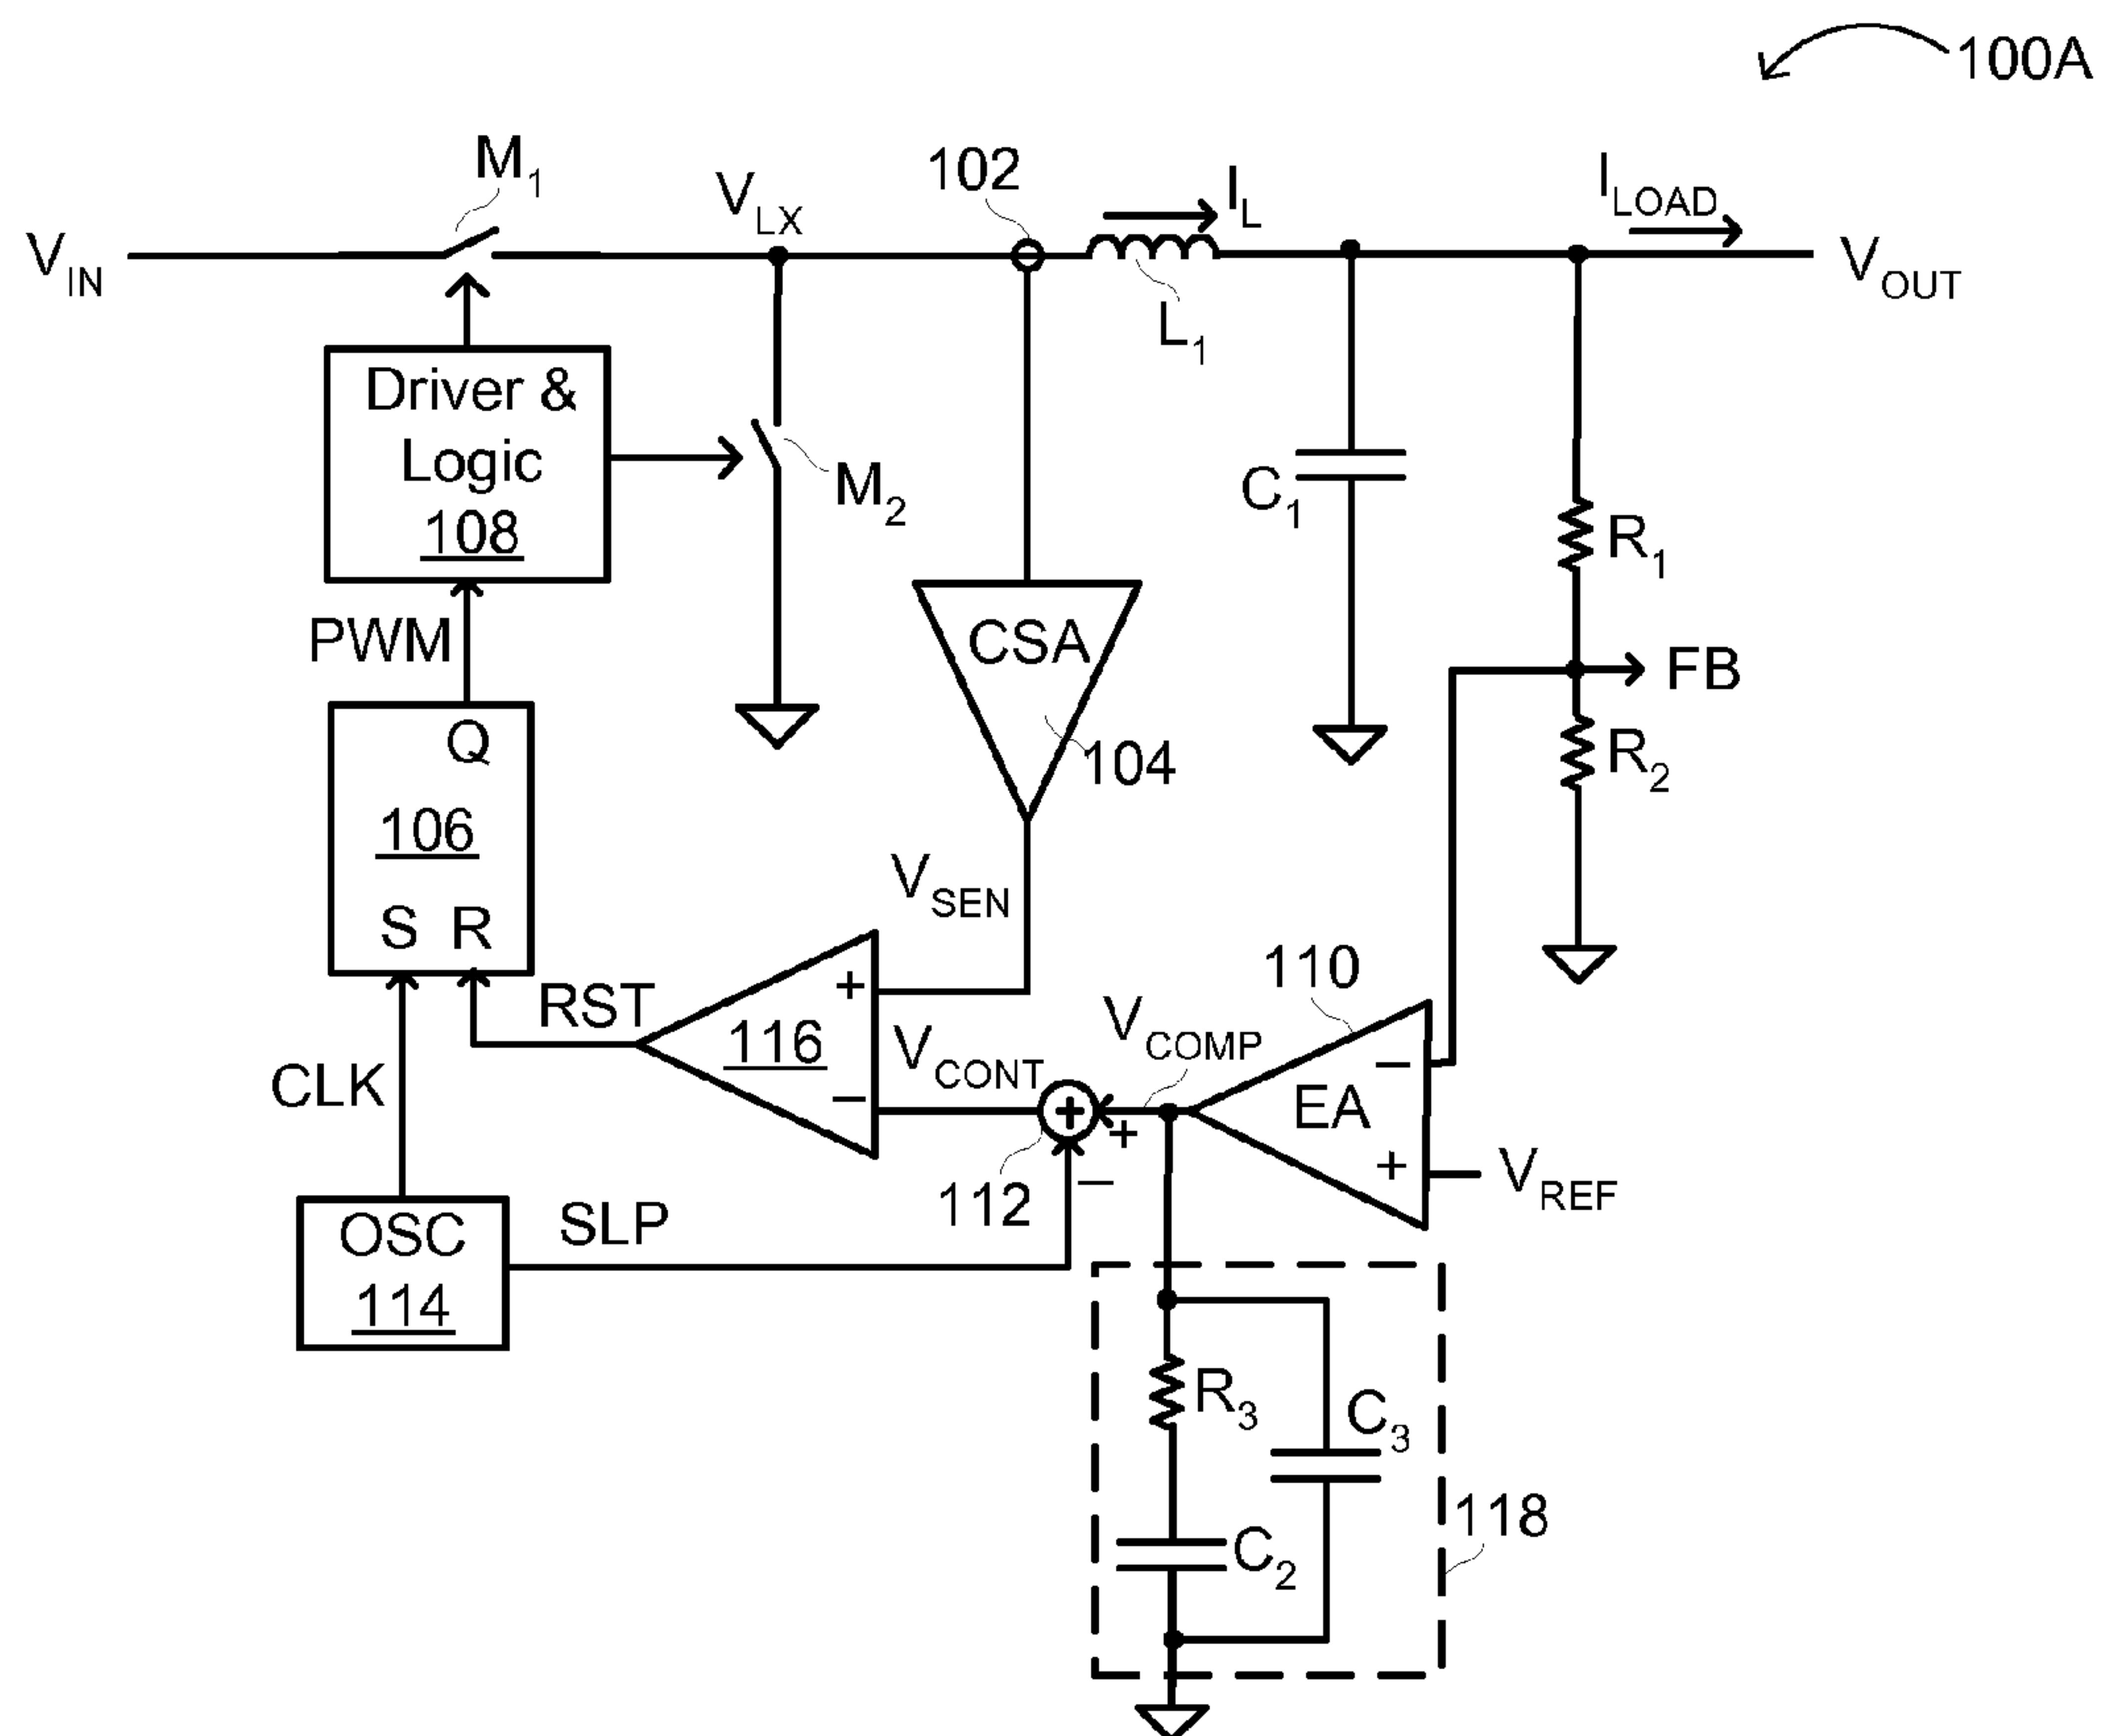 100A
M1
VLX
102
IL
ILOAD
VIN
VOUT
L1
Driver &
Logic
108
M2
C1
R1
PWM
CSA
FB
Q
104
R2
106
VSEN
S R
110
RST
+
116
VCONT
VCOMP
−
CLK
−
EA
+
+
+
VREF
112
−
OSC
SLP
114
R3
C3
118
C2